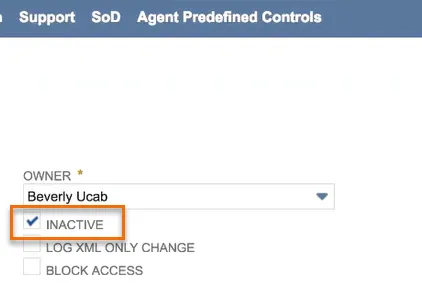 Support SoD Agent Predefined Controls
OWNER *
Beverly Ucab
INACTIVE
LOG XML ONLY CHANGE
BLOCK ACCESS